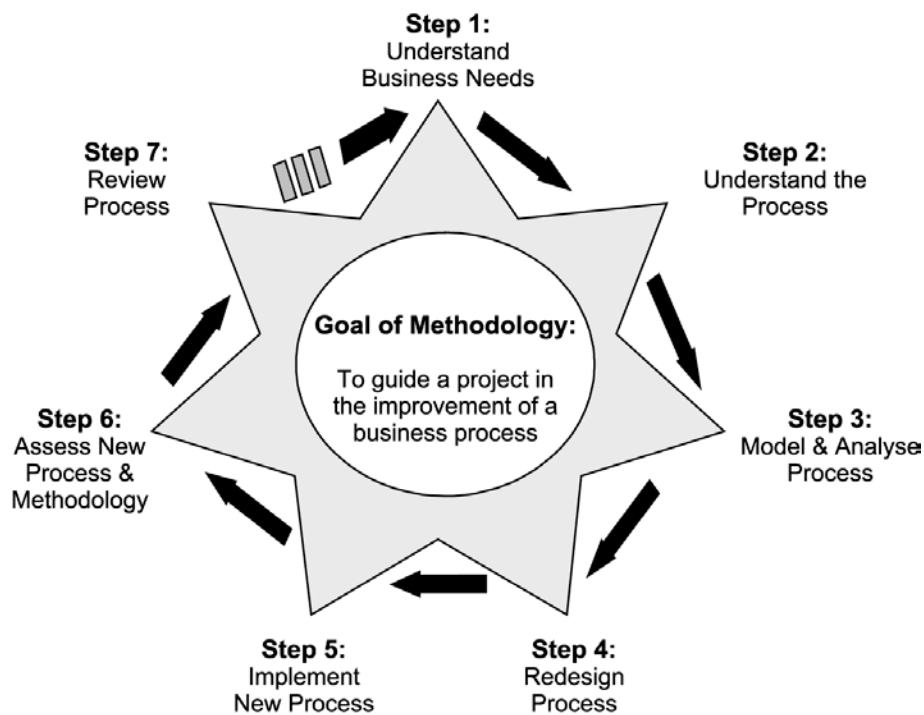 Step 1:
Understand
Business Needs
Step 2:
Understand the
Process
Step 3:
Model & Analyse
Process
Step 4:
Redesign
Process
Step 5:
Implement
New Process
Step 6:
Assess New
Process &
Methodology
Step 7:
Review
Process
Goal of Methodology:
To guide a project in
the improvement of a
business process